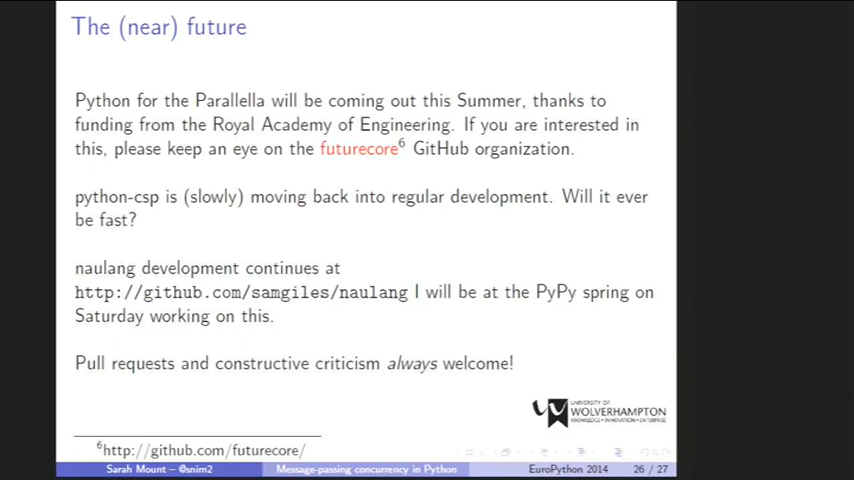 The (near) future
Python for the Parallella will be coming out this Summer, thanks to
funding from the Royal Academy of Engineering. If you are interested in
this, please keep an eye on the futurecore6 GitHub organization.
python-csp is (slowly) moving back into regular development. Will it ever
be fast?
naulang development continues at
http://github.com/samgiles/naulang I will be at the PyPy spring on
Saturday working on this.
Pull requests and constructive criticism always welcome!
UNIVERSITY OF
WOLVERHAMPTON
KNOWLEDGE • INNOVATION • ENTERPRISE
6http://github.com/futurecore/
Sarah Mount – @snim2 Message-passing concurrency in Python EuroPython 2014 26 / 27